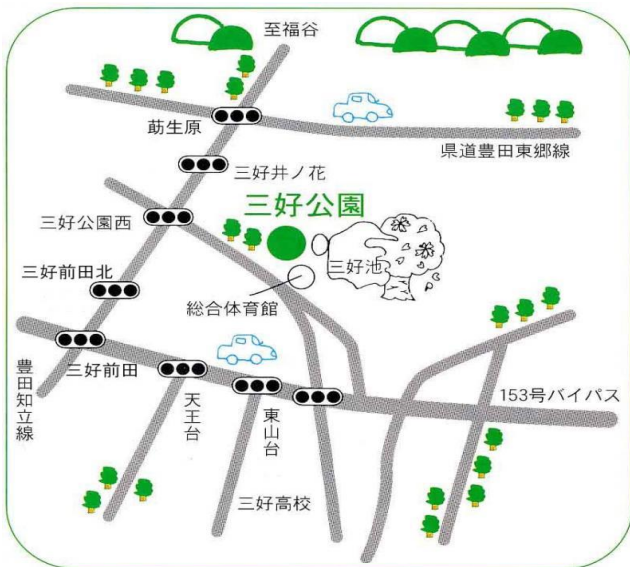 至福谷
莇生原
県道豊田東郷線
三好井ノ花
三好公園
三好公園西
三好池
三好前田北
総合体育館
三好前田
豊田知立線
天王台
東山台
153号バイパス
三好高校